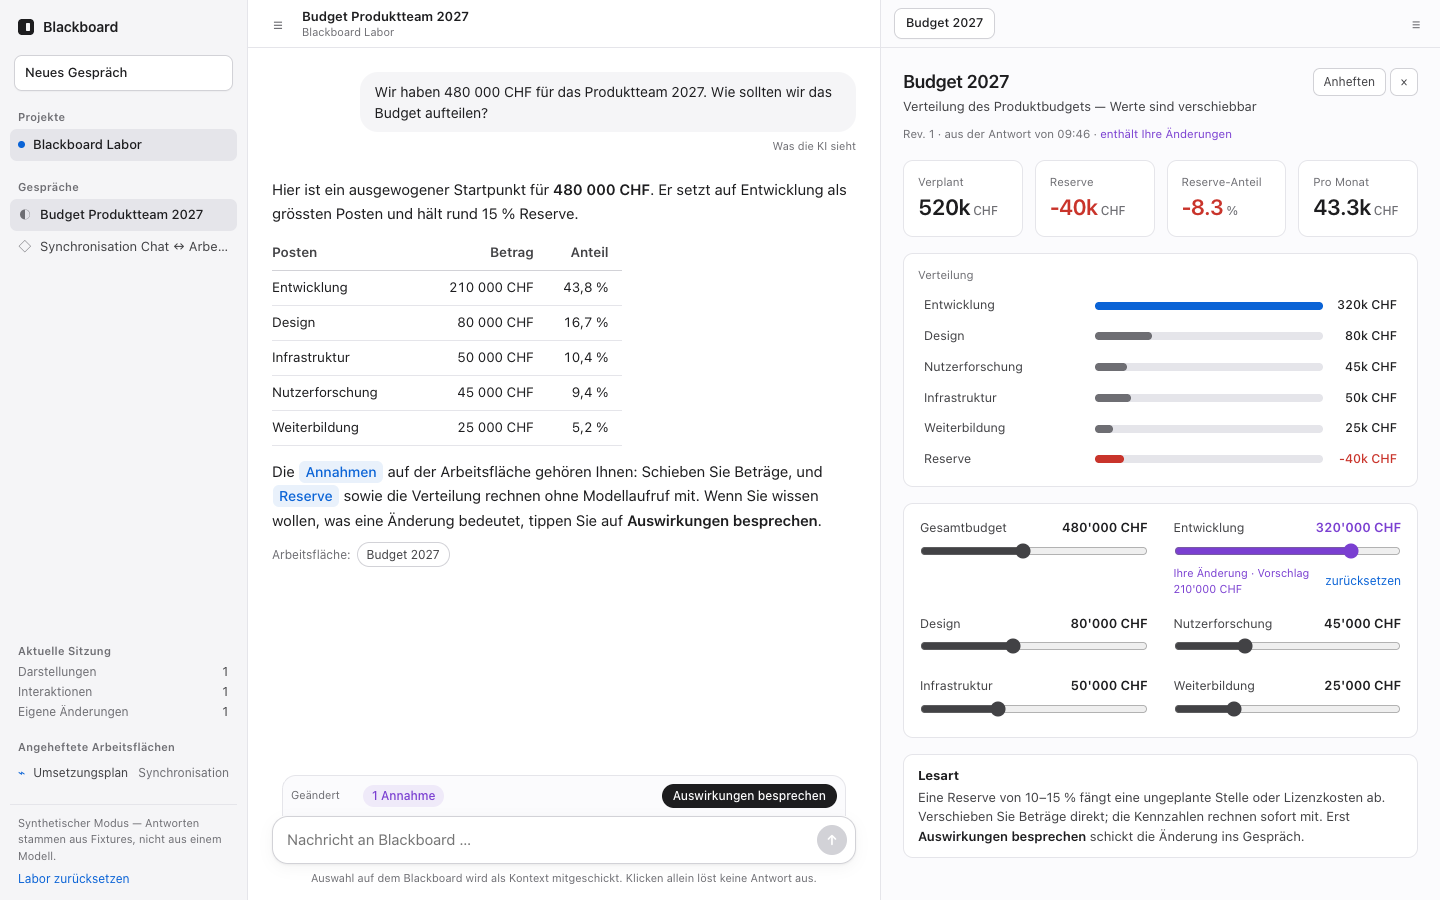 Blackboard
Neues Gespräch
Projekte
Blackboard Labor
Gespräche
Budget Produktteam 2027
Synchronisation Chat ↔ Arbe...
Aktuelle Sitzung
Darstellungen 1
Interaktionen 1
Eigene Änderungen 1
Angeheftete Arbeitsflächen
Umsetzungsplan Synchronisation
Synthetischer Modus — Antworten
stammen aus Fixtures, nicht aus einem
Modell.
Labor zurücksetzen
Budget Produktteam 2027
Blackboard Labor
Wir haben 480 000 CHF für das Produktteam 2027. Wie sollten wir das
Budget aufteilen?
Was die KI sieht
Hier ist ein ausgewogener Startpunkt für 480 000 CHF. Er setzt auf Entwicklung als
grössten Posten und hält rund 15 % Reserve.
Posten Betrag Anteil
Entwicklung 210 000 CHF 43,8 %
Design 80 000 CHF 16,7 %
Infrastruktur 50 000 CHF 10,4 %
Nutzerforschung 45 000 CHF 9,4 %
Weiterbildung 25 000 CHF 5,2 %
Die Annahmen auf der Arbeitsfläche gehören Ihnen: Schieben Sie Beträge, und
Reserve sowie die Verteilung rechnen ohne Modellaufruf mit. Wenn Sie wissen
wollen, was eine Änderung bedeutet, tippen Sie auf Auswirkungen besprechen.
Arbeitsfläche: Budget 2027
Geändert 1 Annahme Auswirkungen besprechen
Nachricht an Blackboard ...
Auswahl auf dem Blackboard wird als Kontext mitgeschickt. Klicken allein löst keine Antwort aus.
Budget 2027
Budget 2027
Anheften ×
Verteilung des Produktbudgets — Werte sind verschiebbar
Rev. 1 · aus der Antwort von 09:46 · enthält Ihre Änderungen
Verplant
520k CHF
Reserve
-40k CHF
Reserve-Anteil
-8.3 %
Pro Monat
43.3k CHF
Verteilung
Entwicklung 320k CHF
Design 80k CHF
Nutzerforschung 45k CHF
Infrastruktur 50k CHF
Weiterbildung 25k CHF
Reserve -40k CHF
Gesamtbudget 480'000 CHF
Entwicklung 320'000 CHF
Ihre Änderung · Vorschlag
210'000 CHF
zurücksetzen
Design 80'000 CHF
Nutzerforschung 45'000 CHF
Infrastruktur 50'000 CHF
Weiterbildung 25'000 CHF
Lesart
Eine Reserve von 10–15 % fängt eine ungeplante Stelle oder Lizenzkosten ab.
Verschieben Sie Beträge direkt; die Kennzahlen rechnen sofort mit. Erst
Auswirkungen besprechen schickt die Änderung ins Gespräch.